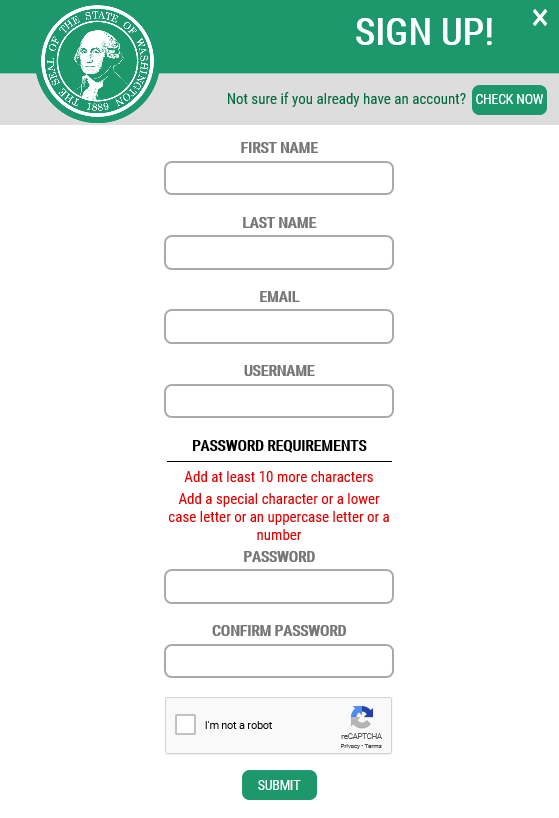 SIGN UP!
X
THE SEAL OF THE STATE OF WASHINGTON
1889
Not sure if you already have an account?
CHECK NOW
FIRST NAME
LAST NAME
EMAIL
USERNAME
PASSWORD REQUIREMENTS
Add at least 10 more characters
Add a special character or a lower
case letter or an uppercase letter or a
number
PASSWORD
CONFIRM PASSWORD
I'm not a robot
reCAPTCHA
Privacy - Terms
SUBMIT